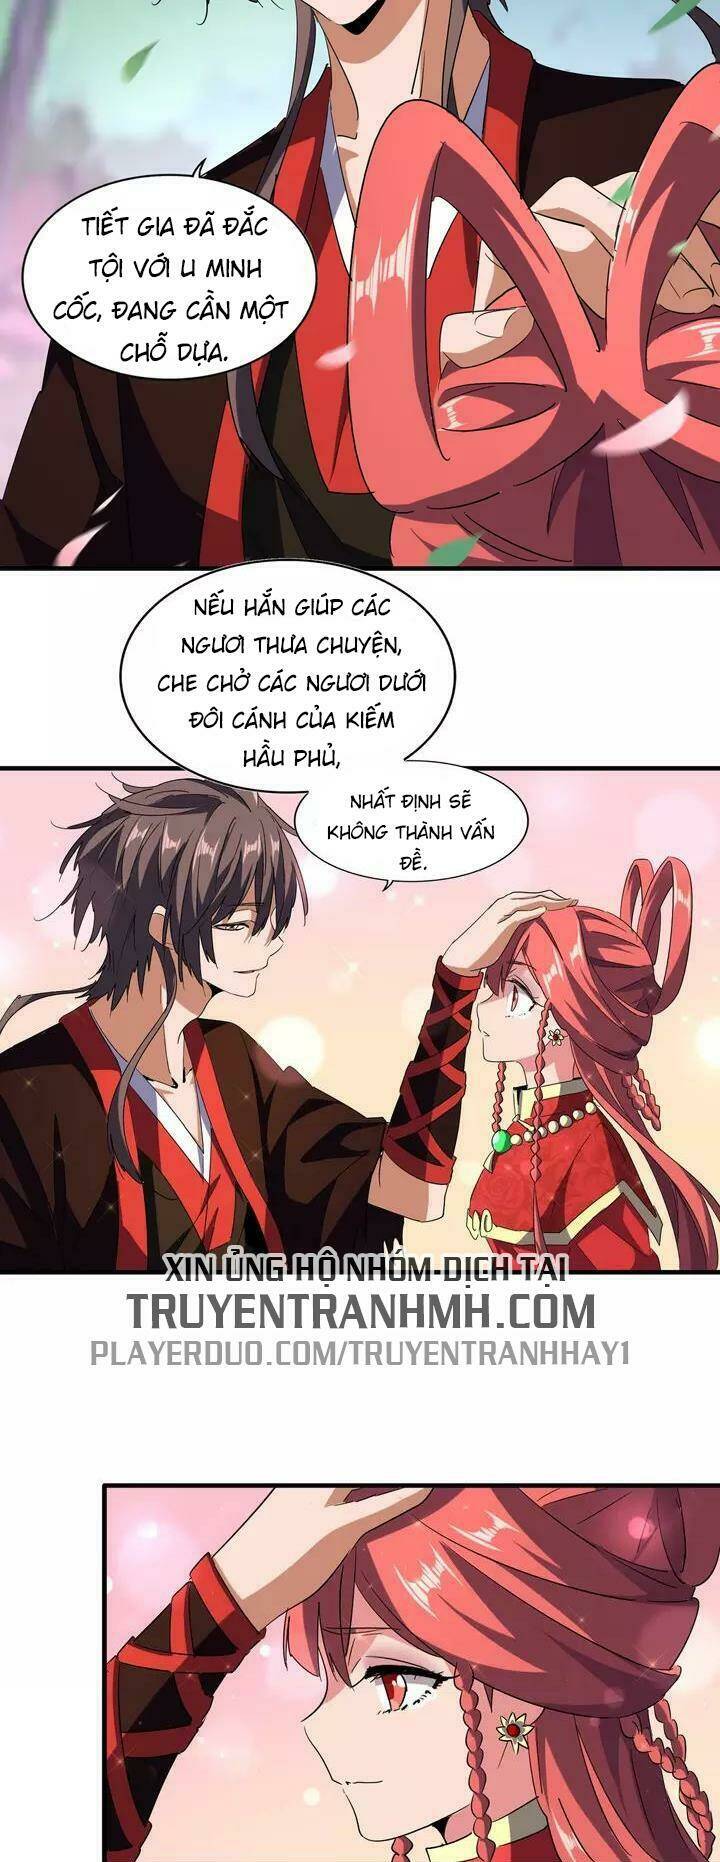 TIẾT GIA ĐÃ ĐẮC
TỘI VỚI U MINH
CỐC, ĐANG CẦN MỘT
CHỖ DỰA.
NẾU HẮN GIÚP CÁC
NGƯƠI THƯA CHUYỆN,
CHE CHỞ CÁC NGƯƠI DƯỚI
ĐÔI CÁNH CỦA KIẾM
HẦU PHỦ,
NHẤT ĐỊNH SẼ
KHÔNG THÀNH VẤN
ĐỀ.
XIN ỦNG HỘ NHÓM DỊCH TẠI
TRUYENTRANHMH.COM
PLAYERDUO.COM/TRUYENTRANHHAY1